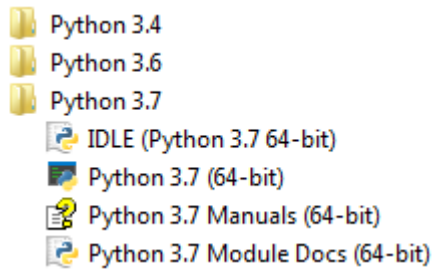 Python 3.4
Python 3.6
Python 3.7
IDLE (Python 3.7 64-bit)
Python 3.7 (64-bit)
Python 3.7 Manuals (64-bit)
Python 3.7 Module Docs (64-bit)